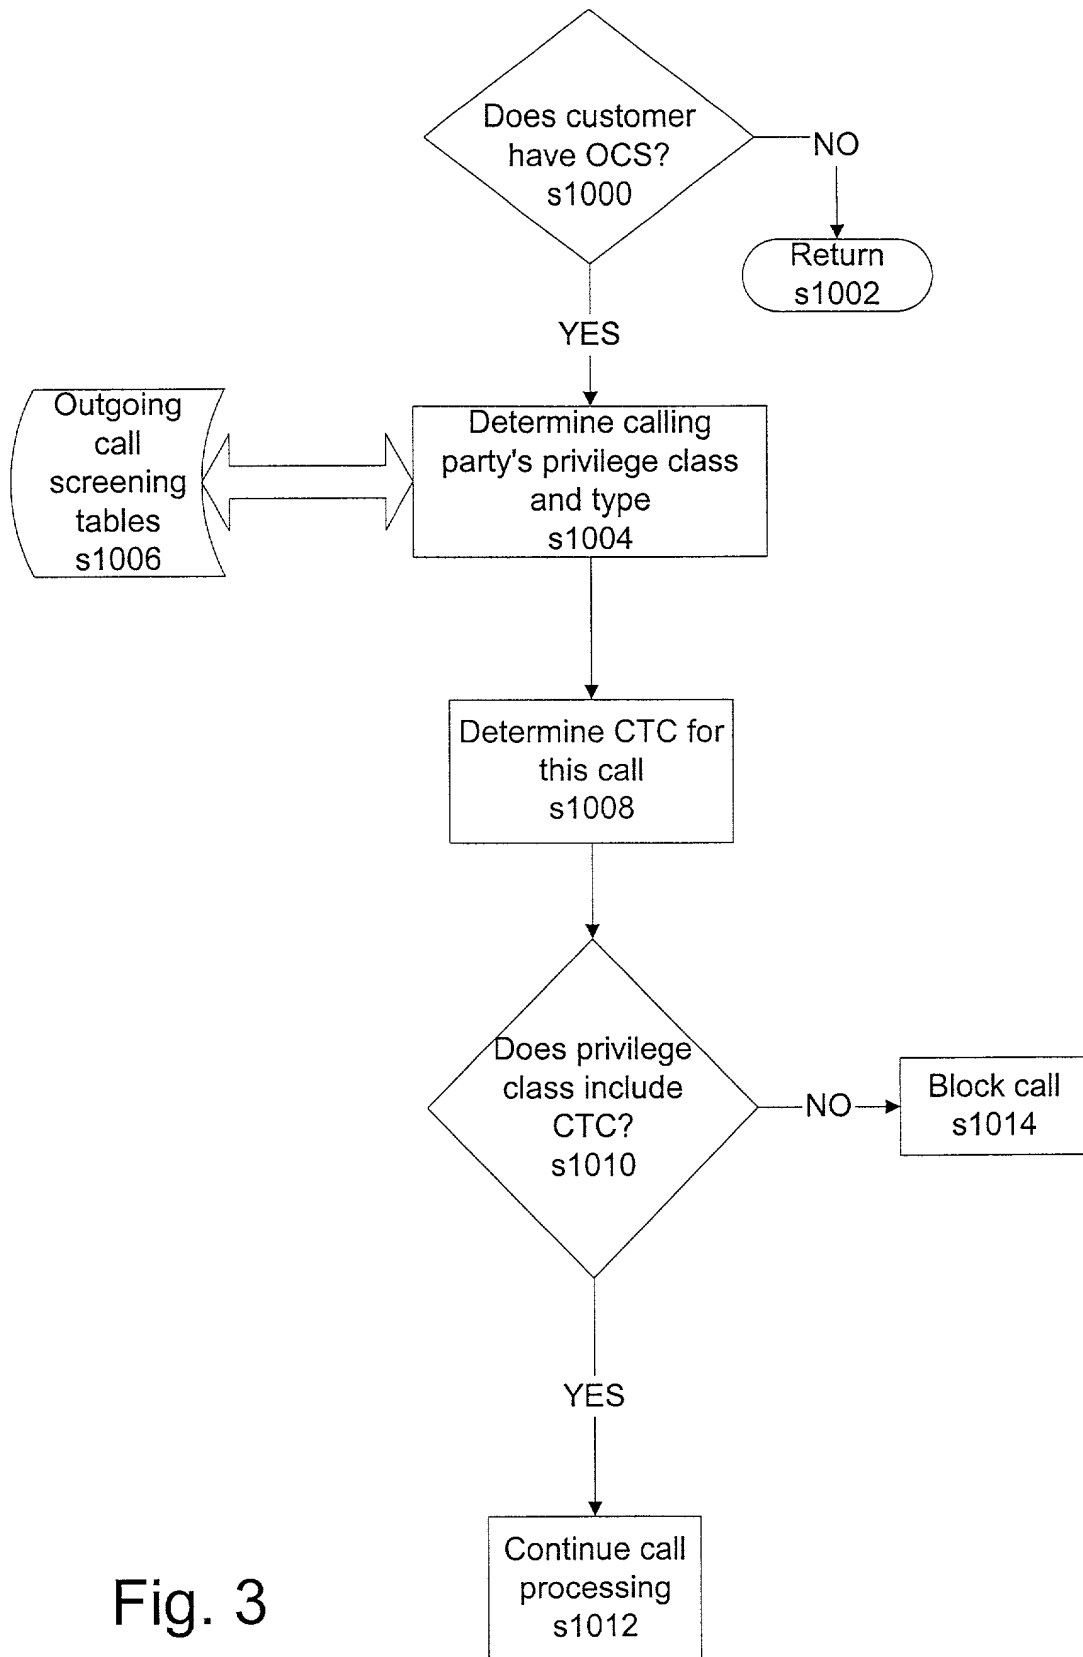 Does customer
have OCS?
s1000
NO
Return
s1002
YES
Outgoing
call
screening
tables
s1006
Determine calling
party's privilege class
and type
s1004
Determine CTC for
this call
s1008
Does privilege
class include
CTC?
s1010
NO
Block call
s1014
YES
Continue call
processing
s1012
Fig. 3